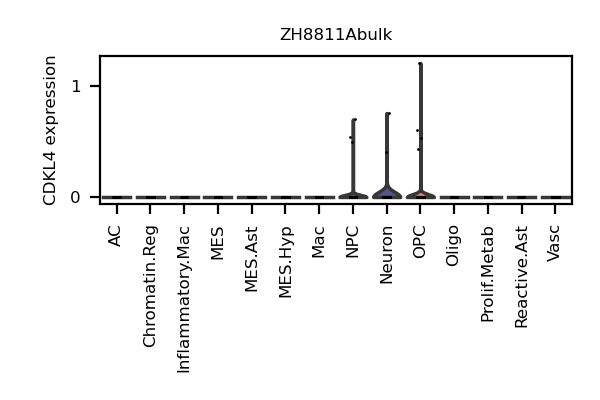 ZH8811Abulk
CDKL4 expression
1
0
AC
Chromatin.Reg
Inflammatory.Mac
MES
MES.Ast
MES.Hyp
Mac
NPC
Neuron
OPC
Oligo
Prolif.Metab
Reactive.Ast
Vasc